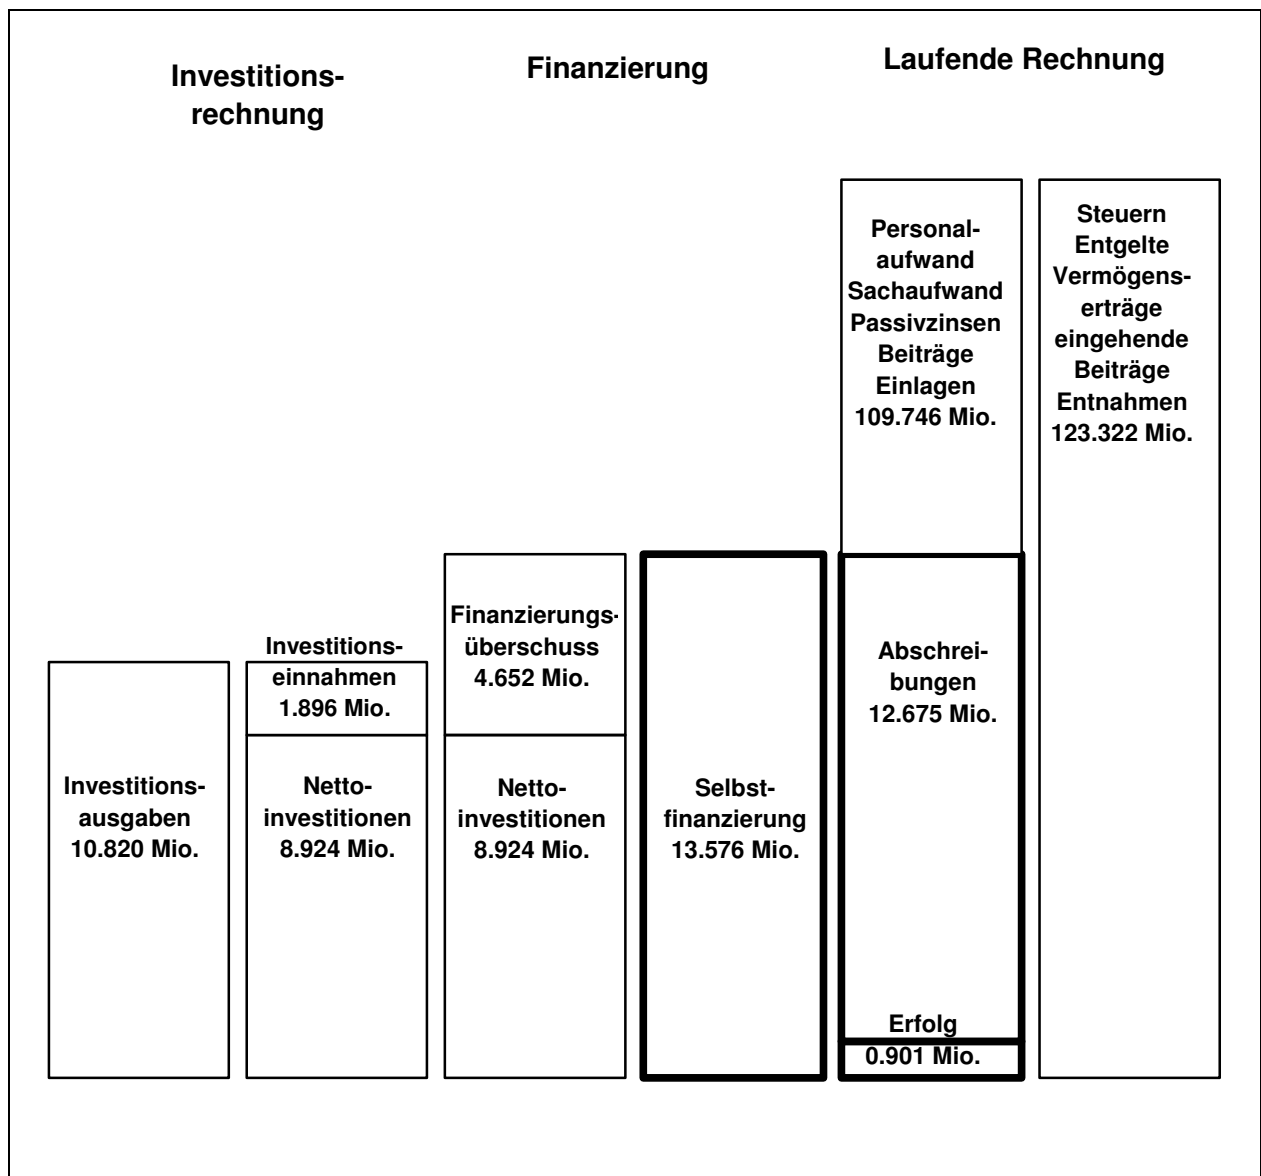 Investitions-
rechnung
Finanzierung
Laufende Rechnung
Investitions-
ausgaben
10.820 Mio.
Investitions-
einnahmen
1.896 Mio.
Netto-
investitionen
8.924 Mio.
Finanzierungs-
überschuss
4.652 Mio.
Netto-
investitionen
8.924 Mio.
Selbst-
finanzierung
13.576 Mio.
Personal-
aufwand
Sachaufwand
Passivzinsen
Beiträge
Einlagen
109.746 Mio.
Abschrei-
bungen
12.675 Mio.
Erfolg
0.901 Mio.
Steuern
Entgelte
Vermögens-
erträge
eingehende
Beiträge
Entnahmen
123.322 Mio.